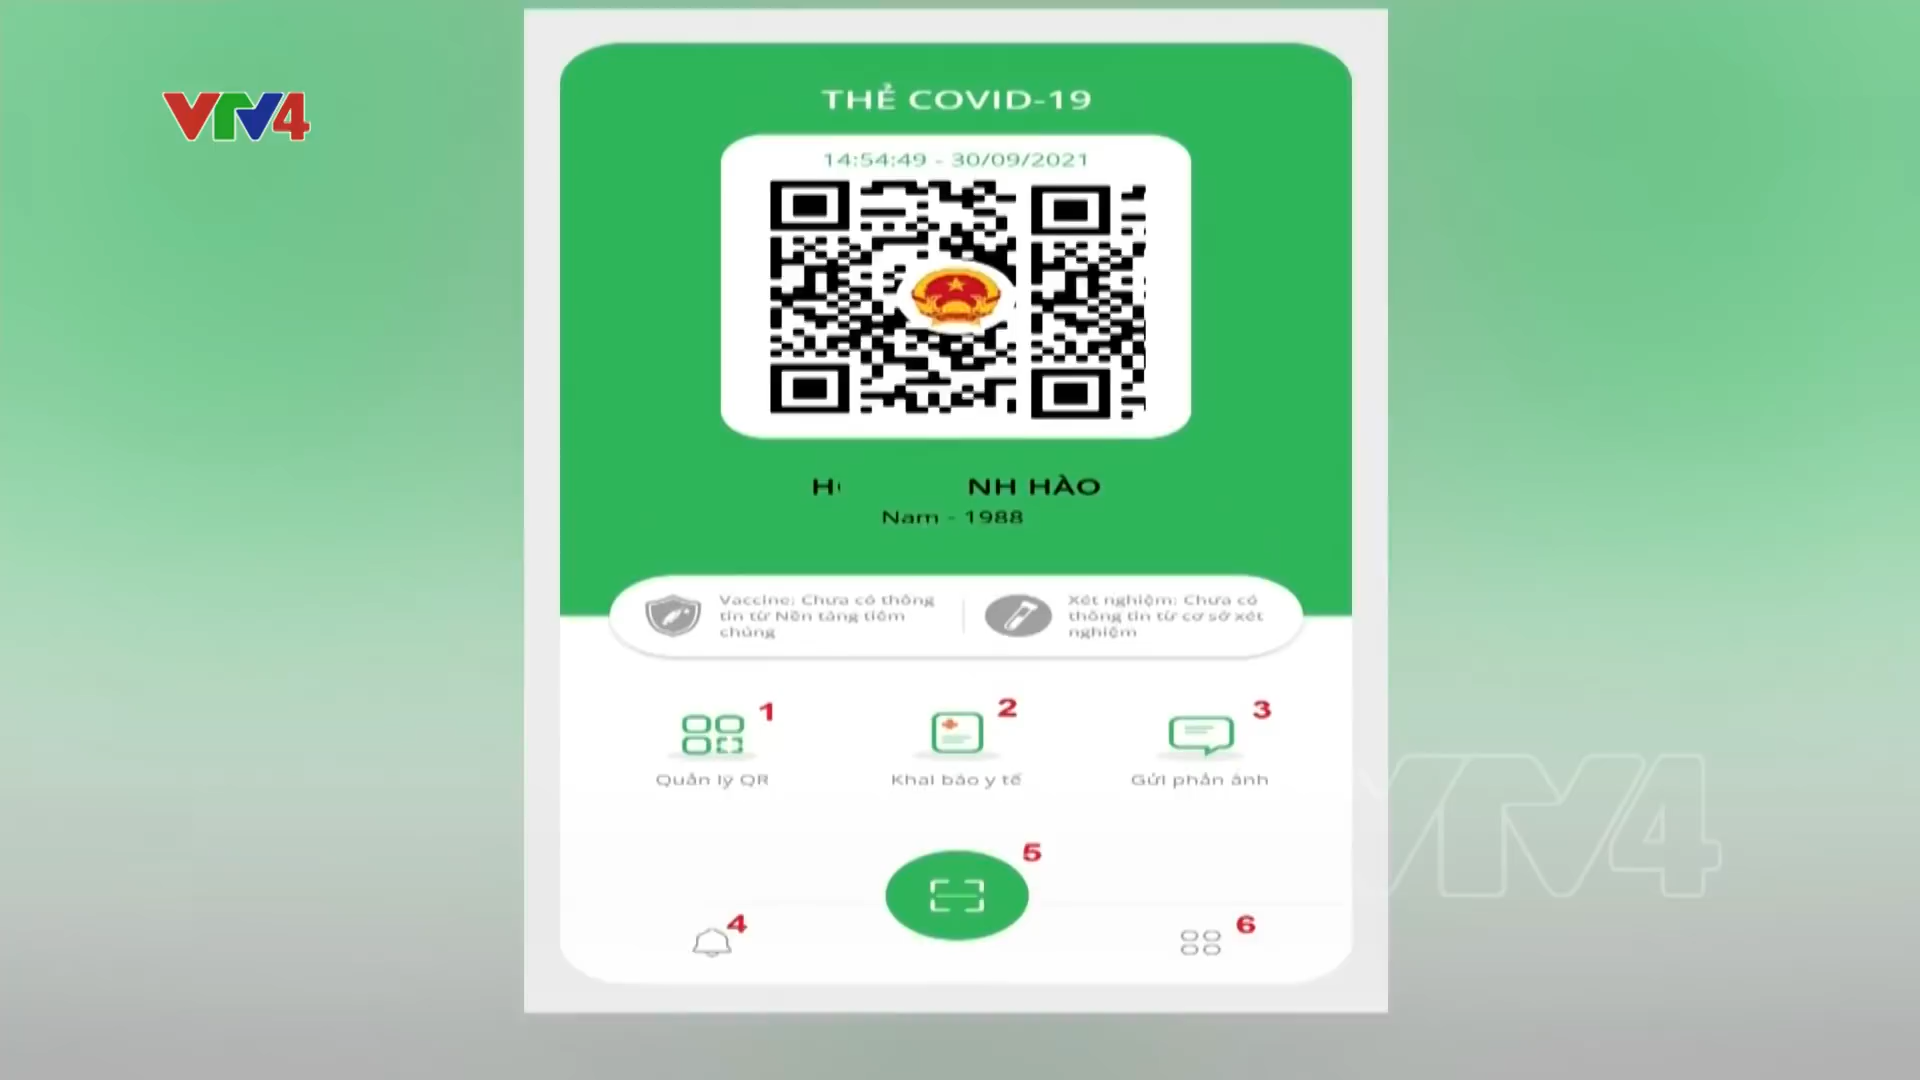 VTV4
THẺ COVID-19
14:54:49 - 30/09/2021
H NH HÀO
Nam - 1988
Vaccine: Chưa có thông
tin từ Nền tảng tiêm
chủng
Xét nghiệm: Chưa có
thông tin từ cơ sở xét
nghiệm
1
2
3
Quản lý QR
Khai báo y tế
Gửi phản ánh
5
4
6
VTV4